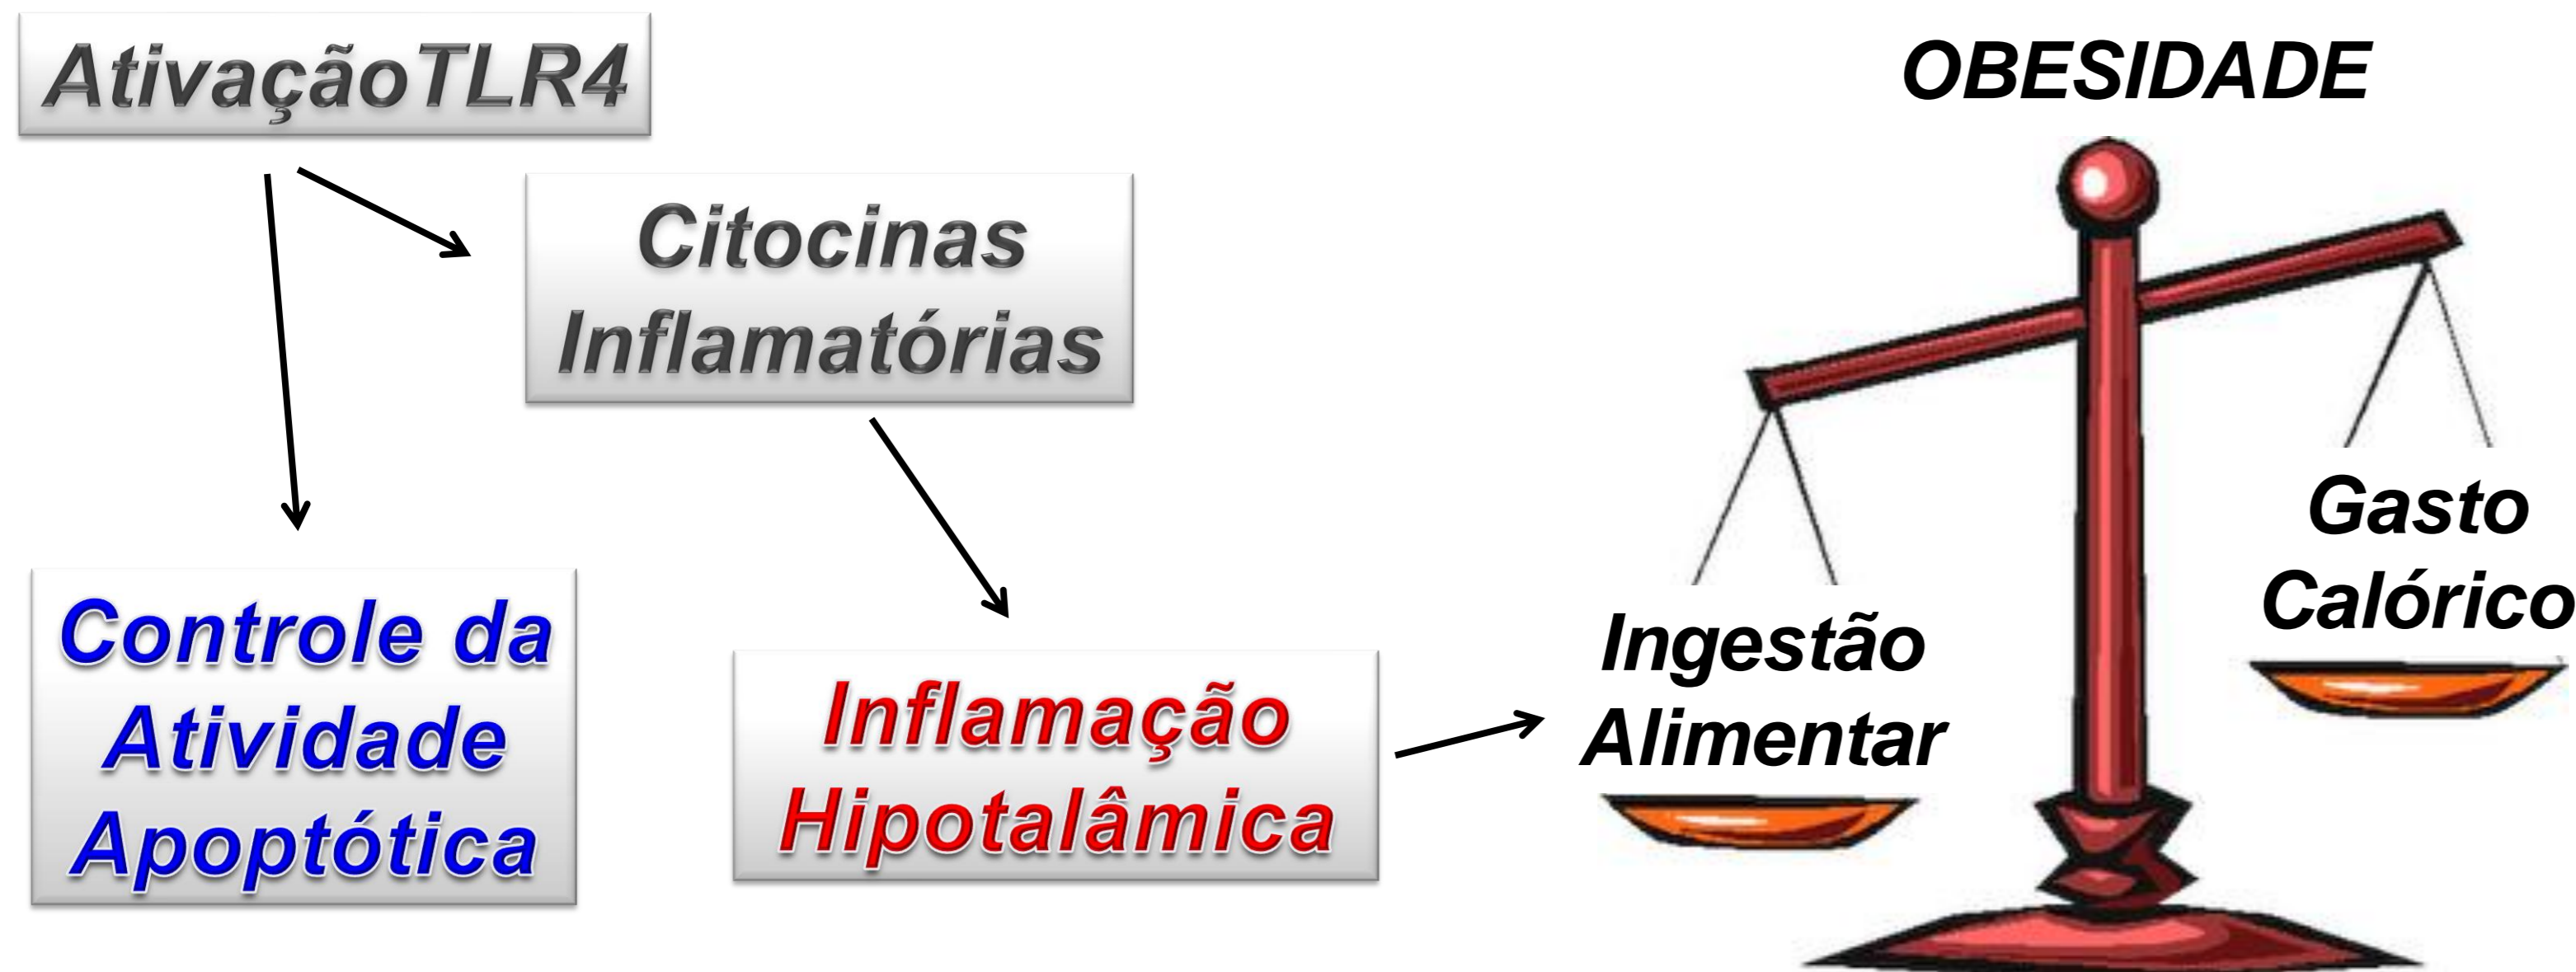 AtivaçãoTLR4
Citocinas
Inflamatórias
Controle da
Atividade
Apoptótica
Inflamação
Hipotalâmica
OBESIDADE
Ingestão
Alimentar
Gasto
Calórico